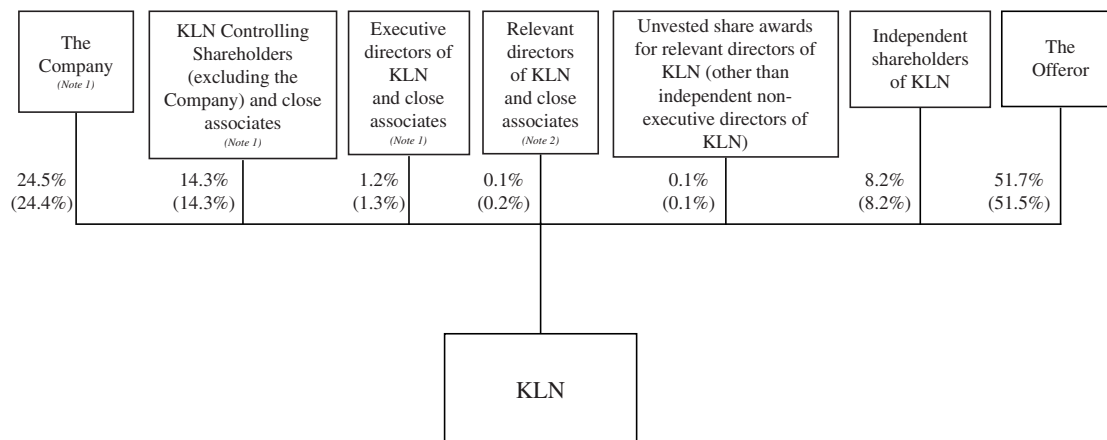 The
Company
(Note 1)
KLN Controlling
Shareholders
(excluding the
Company) and close
associates
(Note 1)
Executive
directors of
KLN
and close
associates
(Note 1)
Relevant
directors
of KLN
and close
associates
(Note 2)
Unvested share awards
for relevant directors of
KLN (other than
independent non-
executive directors of
KLN)
Independent
shareholders
of KLN
The
Offeror
24.5%
(24.4%)
14.3%
(14.3%)
1.2%
(1.3%)
0.1%
(0.2%)
0.1%
(0.1%)
8.2%
(8.2%)
51.7%
(51.5%)
KLN